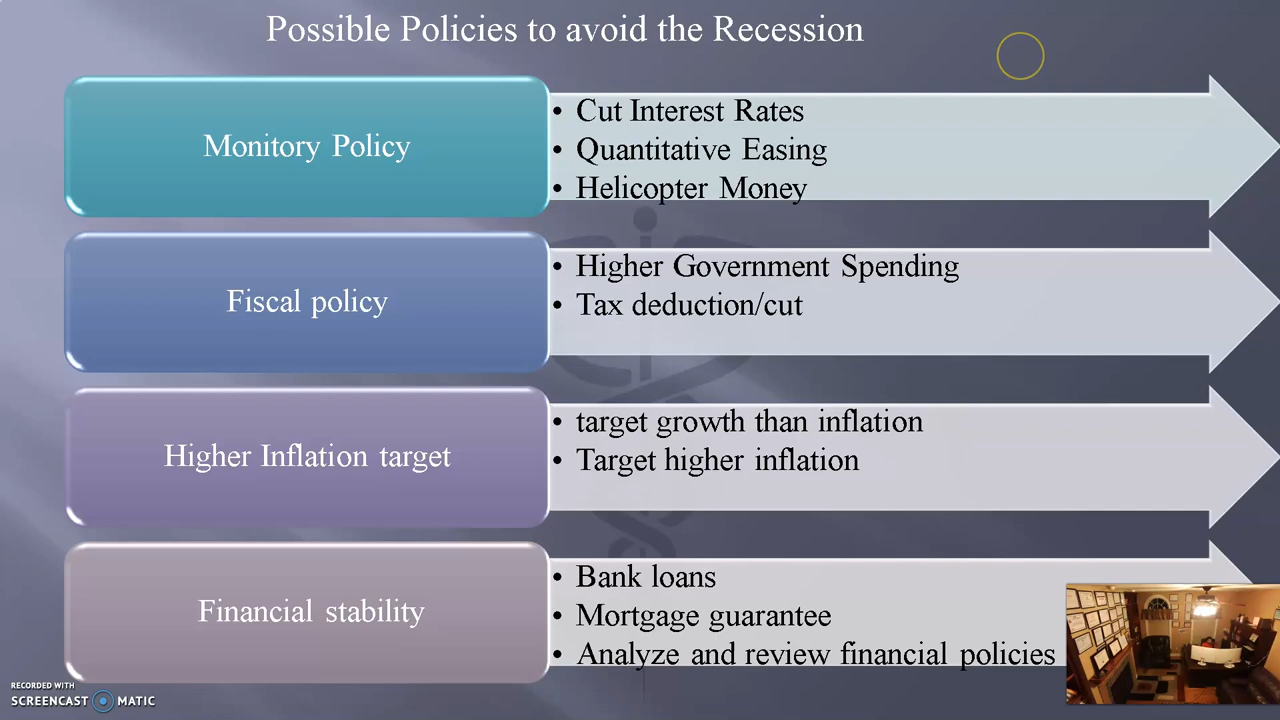 Possible Policies to avoid the Recession
Monitory Policy
• Cut Interest Rates
• Quantitative Easing
• Helicopter Money
Fiscal policy
• Higher Government Spending
• Tax deduction/cut
Higher Inflation target
• target growth than inflation
• Target higher inflation
Financial stability
• Bank loans
• Mortgage guarantee
• Analyze and review financial policies
RECORDED WITH
SCREENCAST MATIC